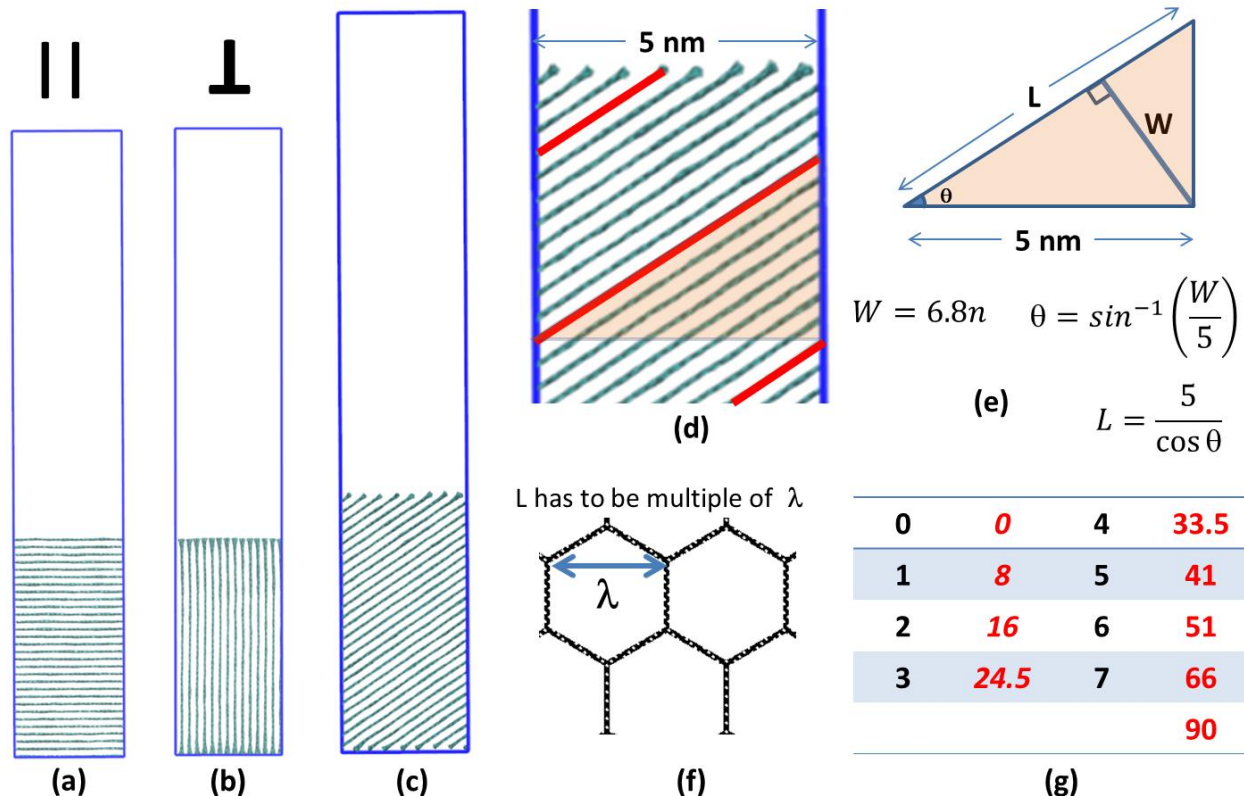 (a)
(b)
(c)
5 nm
(d)
L
W
θ
5 nm
W = 6.8n θ = sin⁻¹(W/5)
(e)
L = 5/cos θ
L has to be multiple of λ
λ
(f)
0 0 4 33.5
1 8 5 41
2 16 6 51
3 24.5 7 66
90
(g)